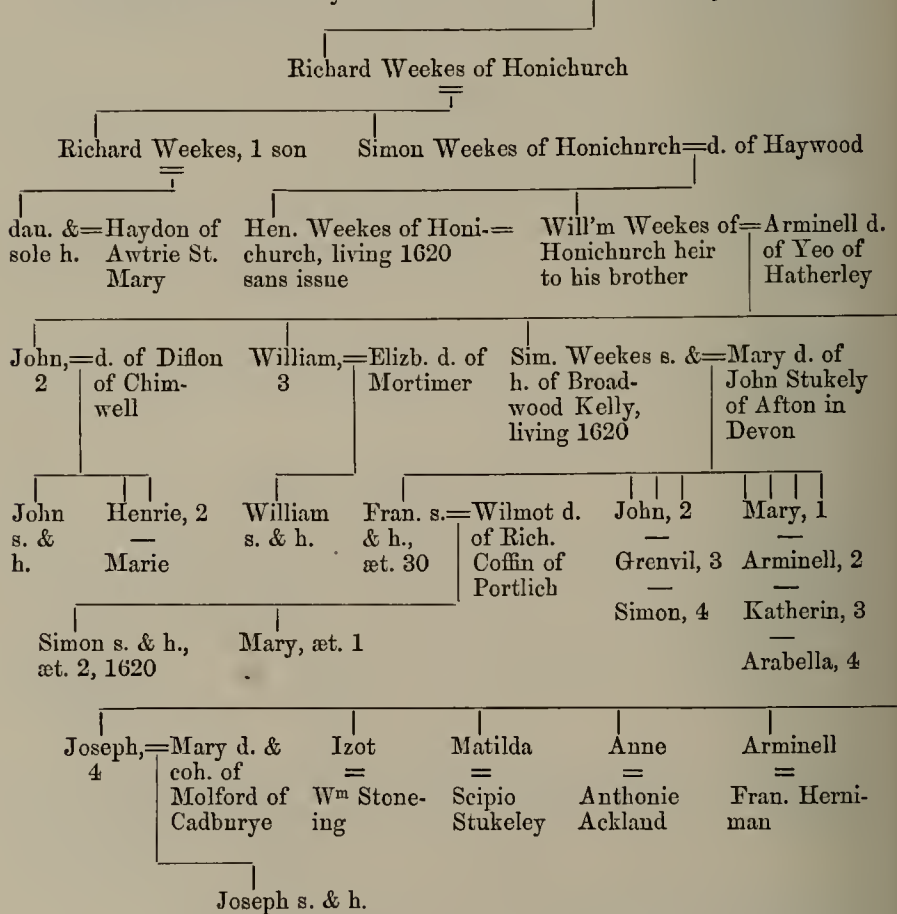 Richard Weekes of Honichurch
=
Richard Weekes, 1 son Simon Weekes of Honichurch=d. of Haywood
=
dau. &=Haydon of Hen. Weekes of Honi-= Will'm Weekes of=Arminell d.
sole h. Awtrie St. church, living 1620 Honichurch heir of Yeo of
Mary sans issue to his brother Hatherley
John,=d. of Diflon William,=Elizb. d. of Sim. Weekes s. &=Mary d. of
2 of Chim- 3 Mortimer h. of Broad- John Stukely
well wood Kelly, of Afton in
living 1620 Devon
John Henrie, 2 William Fran. s.=Wilmot d. John, 2 Mary, 1
s. & — s. & h. & h., of Rich. — —
h. Marie æt. 30 Coffin of Grenvil, 3 Arminell, 2
Portlich — —
Simon, 4 Katherin, 3
Simon s. & h., Mary, æt. 1 —
æt. 2, 1620 Arabella, 4
Joseph,=Mary d. & Izot Matilda Anne Arminell
4 coh. of = = = =
Molford of Wm Stone- Scipio Anthonie Fran. Herni-
Cadburye ing Stukeley Ackland man
Joseph s. & h.